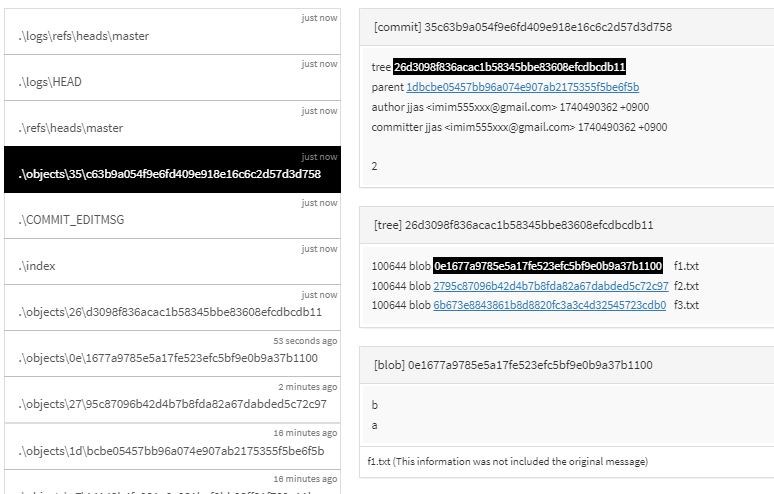 just now
.\logs\refs\heads\master
just now
.\logs\HEAD
just now
.\refs\heads\master
just now
.\objects\35\c63b9a054f9e6fd409e918e16c6c2d57d3d758
just now
.\COMMIT_EDITMSG
just now
.\index
just now
.\objects\26\d3098f836acac1b58345bbe83608efcdbcdb11
53 seconds ago
.\objects\0e\1677a9785e5a17fe523efc5bf9e0b9a37b1100
2 minutes ago
.\objects\27\95c87096b42d4b7b8fda82a67dabded5c72c97
16 minutes ago
.\objects\1d\bcbe05457bb96a074e907ab2175355f5be6f5b
16 minutes ago
[commit] 35c63b9a054f9e6fd409e918e16c6c2d57d3d758
tree 26d3098f836acac1b58345bbe83608efcdbcdb11
parent 1dbcbe05457bb96a074e907ab2175355f5be6f5b
author jjas <imim555xxx@gmail.com> 1740490362 +0900
committer jjas <imim555xxx@gmail.com> 1740490362 +0900
2
[tree] 26d3098f836acac1b58345bbe83608efcdbcdb11
100644 blob 0e1677a9785e5a17fe523efc5bf9e0b9a37b1100 f1.txt
100644 blob 2795c87096b42d4b7b8fda82a67dabded5c72c97 f2.txt
100644 blob 6b673e8843861b8d8820fc3a3c4d32545723cdb0 f3.txt
[blob] 0e1677a9785e5a17fe523efc5bf9e0b9a37b1100
b
a
f1.txt (This information was not included the original message)